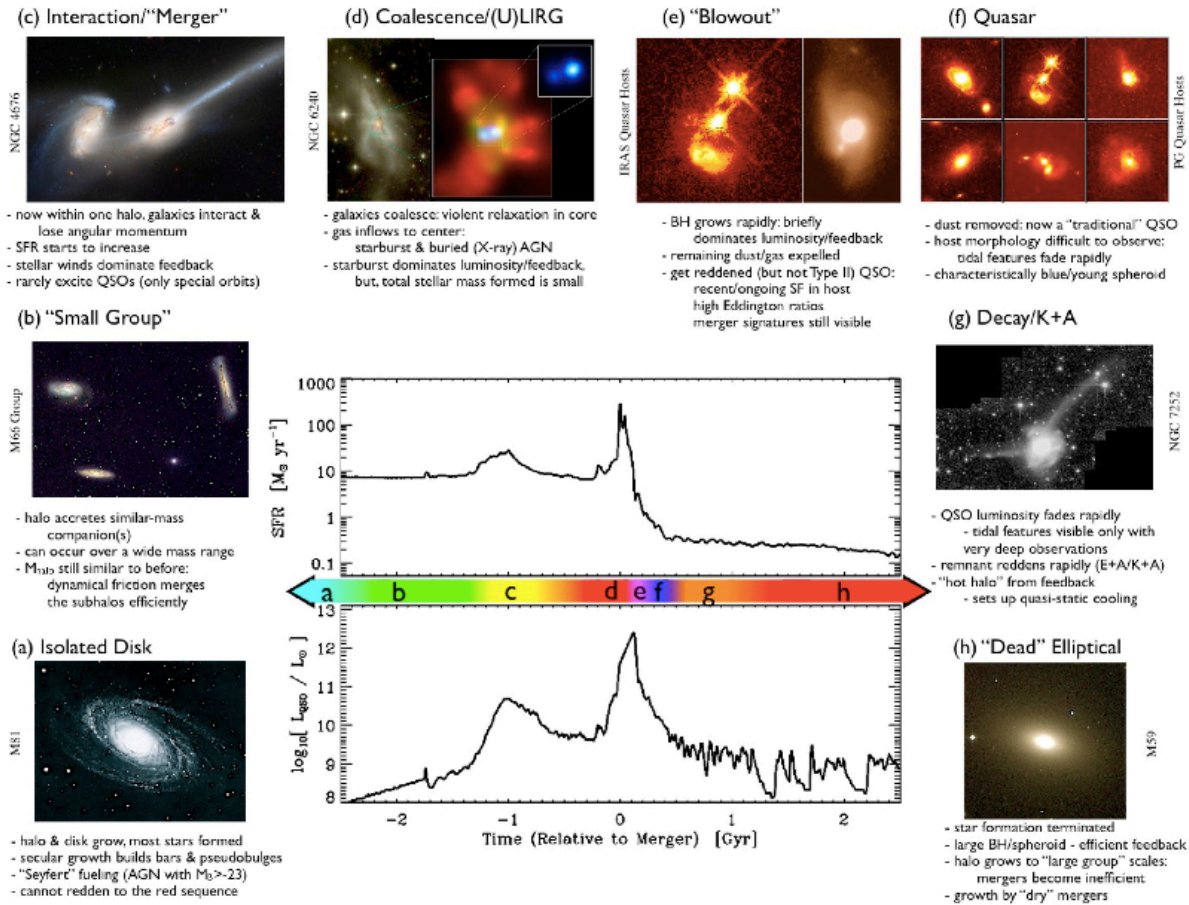 (c) Interaction/“Merger”
NGC 4676
- now within one halo, galaxies interact &
lose angular momentum
- SFR starts to increase
- stellar winds dominate feedback
- rarely excite QSOs (only special orbits)
(d) Coalescence/(U)LIRG
NGC 6240
- galaxies coalesce: violent relaxation in core
- gas inflows to center:
starburst & buried (X-ray) AGN
- starburst dominates luminosity/feedback,
but, total stellar mass formed is small
(e) “Blowout”
IRAS Quasar Hosts
- BH grows rapidly: briefly
dominates luminosity/feedback
- remaining dust/gas expelled
- get reddened (but not Type II) QSO:
recent/ongoing SF in host
high Eddington ratios
merger signatures still visible
(f) Quasar
PG Quasar Hosts
- dust removed: now a “traditional” QSO
- host morphology difficult to observe:
tidal features fade rapidly
- characteristically blue/young spheroid
(b) “Small Group”
M66 Group
- halo accretes similar-mass
companion(s)
- can occur over a wide mass range
- Mhalo still similar to before:
dynamical friction merges
the subhalos efficiently
(a) Isolated Disk
M81
- halo & disk grow, most stars formed
- secular growth builds bars & pseudobulges
- “Seyfert” fueling (AGN with MB>-23)
- cannot redden to the red sequence
1000
100
10
1
0.1
SFR [M⊙ yr⁻¹]
a b c d e f g h
13
12
11
10
9
8
log₁₀[ LQSO / L⊙ ]
-2 -1 0 1 2
Time (Relative to Merger) [Gyr]
(g) Decay/K+A
NGC 7252
- QSO luminosity fades rapidly
- tidal features visible only with
very deep observations
- remnant reddens rapidly (E+A/K+A)
- “hot halo” from feedback
- sets up quasi-static cooling
(h) “Dead” Elliptical
M59
- star formation terminated
- large BH/spheroid - efficient feedback
- halo grows to “large group” scales:
mergers become inefficient
- growth by “dry” mergers